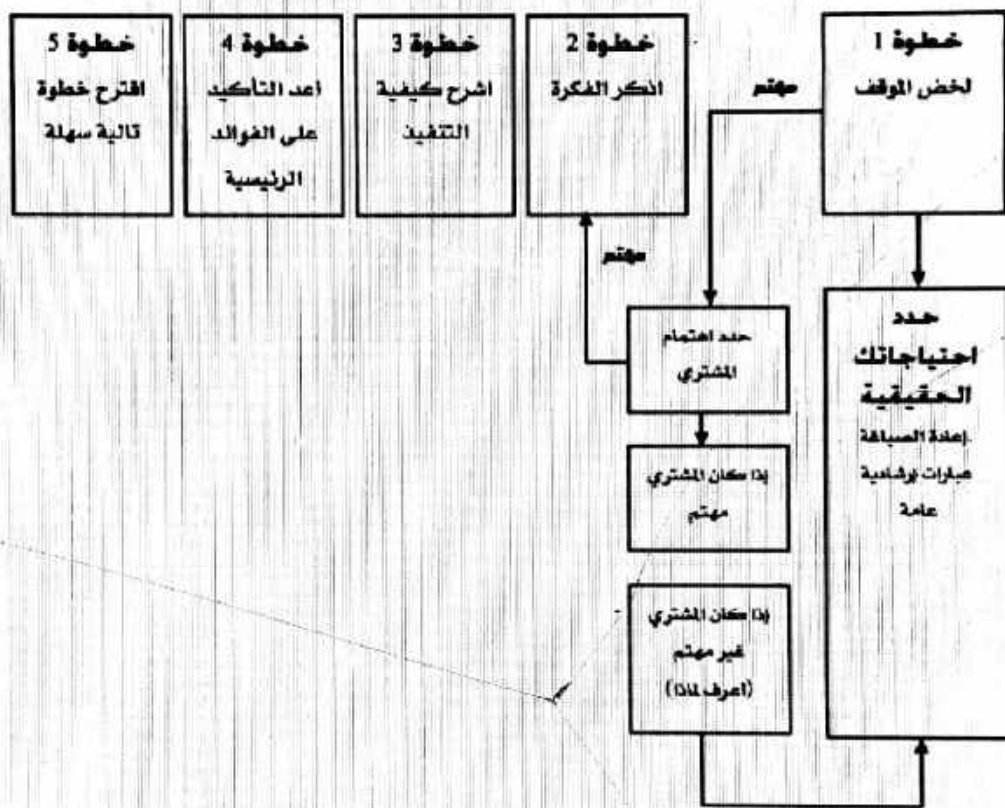 خطوة 1
لخض الموقف
مهتم
خطوة 2
اذكر الفكرة
خطوة 3
اشرح كيفية
التنفيذ
خطوة 4
اعد التأكيد
على الفوائد
الرئيسية
خطوة 5
اقترح خطوة
تالية سهلة
مهتم
حدد
احتياجاتك
الحقيقية
إعادة الصياغة
عبارات إرشادية
عامة
حدد اهتمام
المشتري
إذا كان المشتري
مهتم
إذا كان المشتري
غير مهتم
(اعرف لماذا)